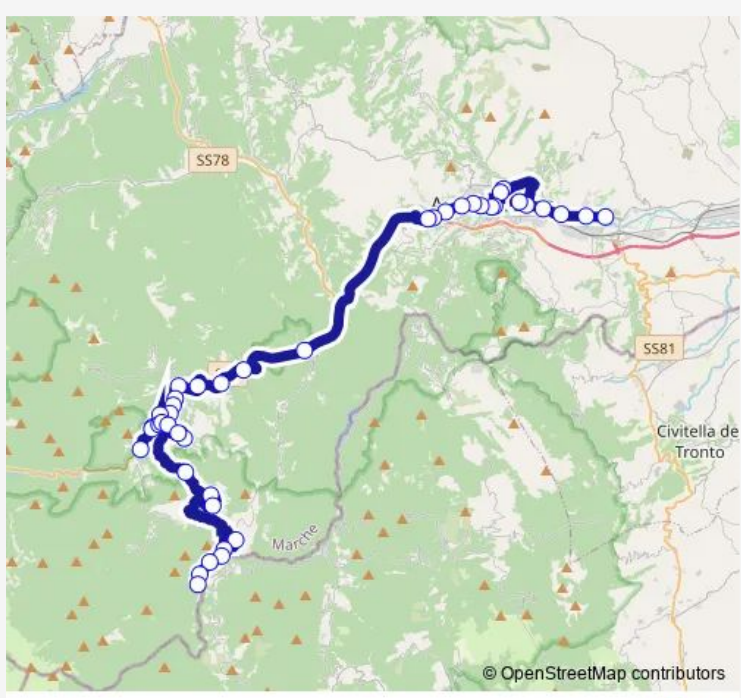 SS78
SS81
Civitella de
Tronto
Marche
© OpenStreetMap contributors